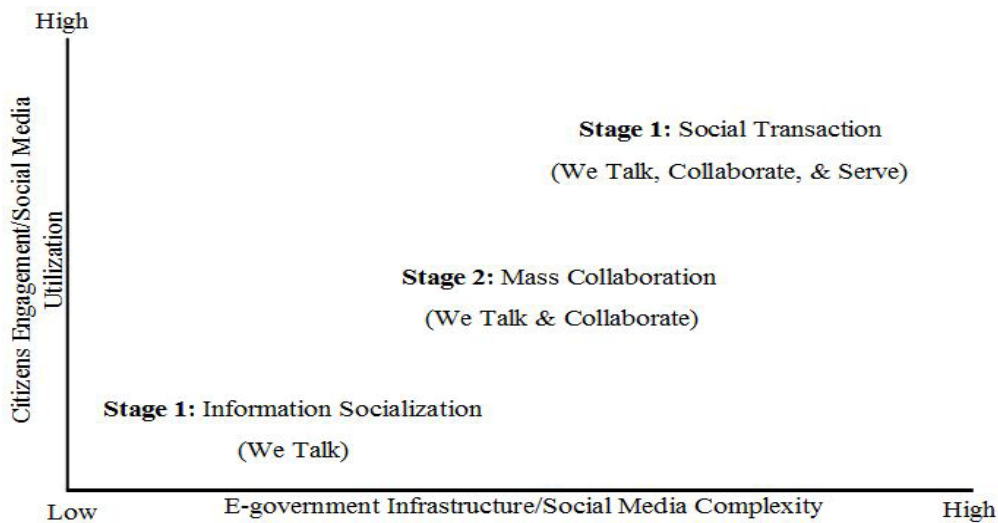 High
Citizens Engagement/Social Media
Utilization
Stage 1: Social Transaction
(We Talk, Collaborate, & Serve)
Stage 2: Mass Collaboration
(We Talk & Collaborate)
Stage 1: Information Socialization
(We Talk)
Low
E-government Infrastructure/Social Media Complexity
High